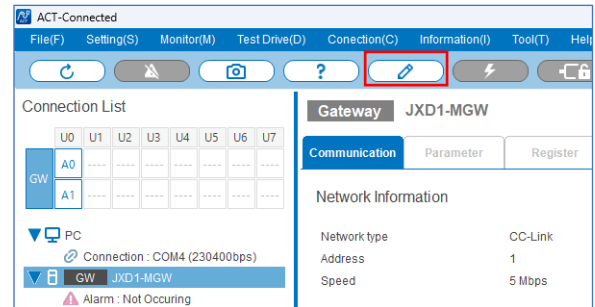 ACT-Connected
File(F) Setting(S) Monitor(M) Test Drive(D) Conection(C) Information(I) Tool(T) Help
?
Connection List
Gateway JXD1-MGW
U0 U1 U2 U3 U4 U5 U6 U7
GW
A0 ---- ---- ---- ---- ---- ---- ----
A1 ---- ---- ---- ---- ---- ---- ----
Communication Parameter Register
Network Information
Network type CC-Link
Address 1
Speed 5 Mbps
PC
Connection : COM4 (230400bps)
GW JXD1-MGW
Alarm : Not Occuring